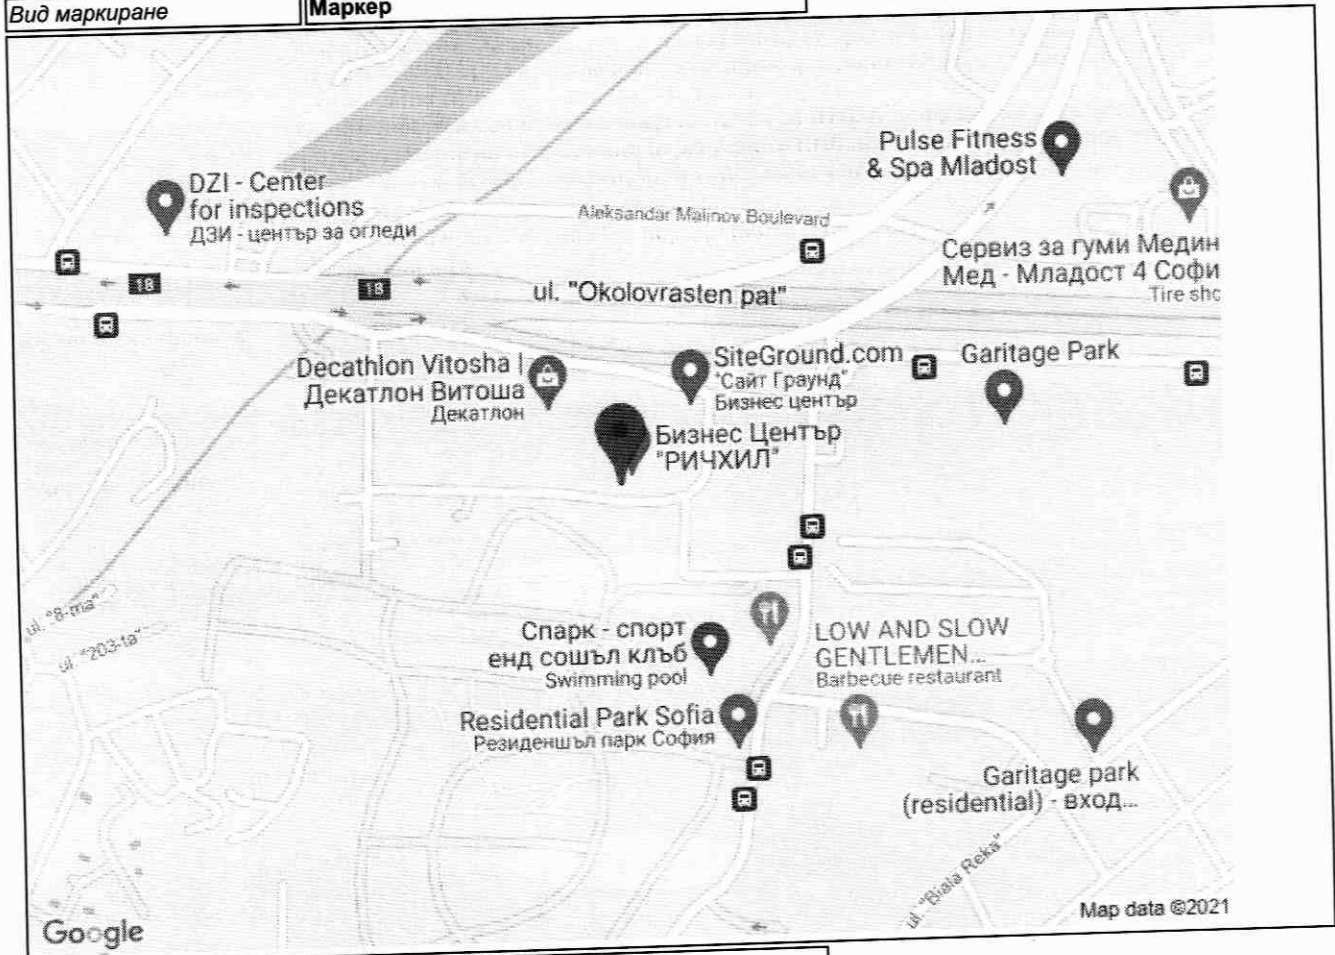 Вид маркиране
Маркер
Pulse Fitness
& Spa Mladost
DZI - Center
for inspections
ДЗИ - център за огледи
Aleksandar Malinov Boulevard
Сервиз за гуми Медин
Мед - Младост 4 Софи
Tire shc
18
18
ul. "Okolovrasten pat"
Decathlon Vitosha |
Декатлон Витоша
Декатлон
SiteGround.com
"Сайт Граунд"
Бизнес център
Garitage Park
Бизнес Център
"РИЧХИЛ"
ul. "8-ma"
ul. "203-ta"
Спарк - спорт
енд сошъл клъб
Swimming pool
LOW AND SLOW
GENTLEMEN...
Barbecue restaurant
Residential Park Sofia
Резиденшъл парк София
Garitage park
(residential) - вход...
ul. "Biala Reka"
Google
Map data ©2021